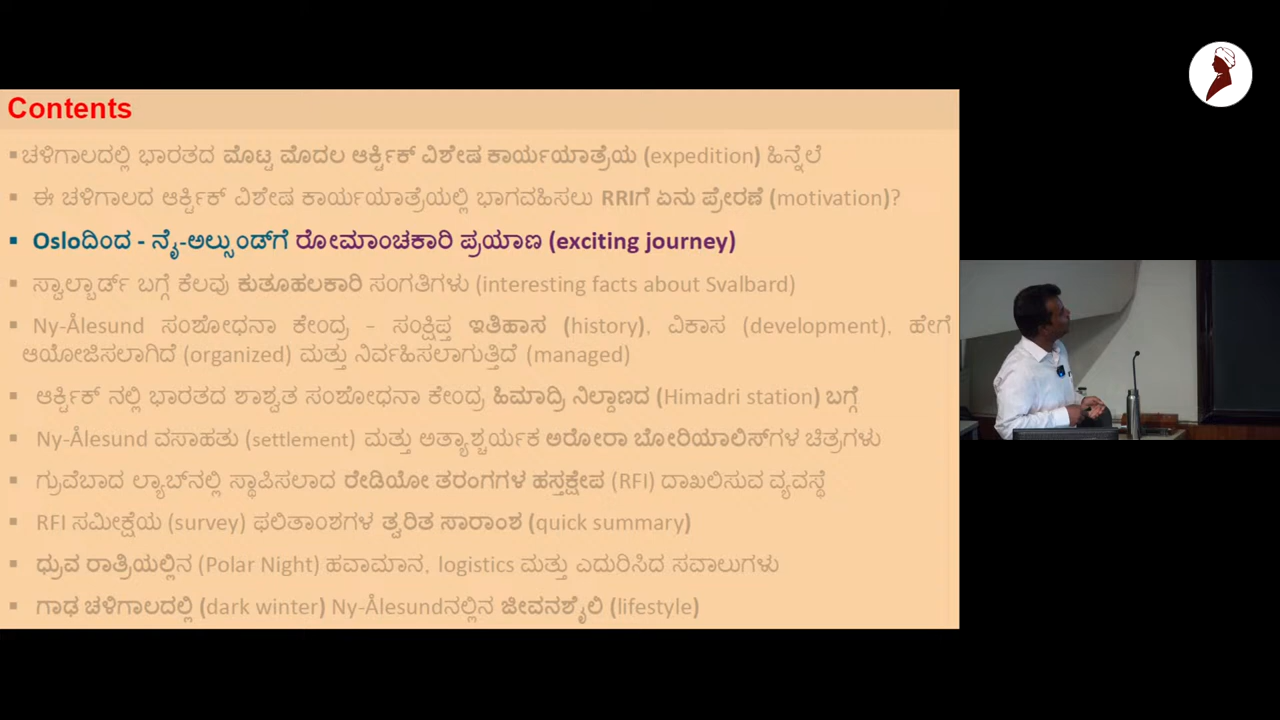 Contents
▪ ಚಳಿಗಾಲದಲ್ಲಿ ಭಾರತದ ಮೊಟ್ಟ ಮೊದಲ ಆರ್ಕ್ಟಿಕ್ ವಿಶೇಷ ಕಾರ್ಯಯಾತ್ರೆಯ (expedition) ಹಿನ್ನೆಲೆ
▪ ಈ ಚಳಿಗಾಲದ ಆರ್ಕ್ಟಿಕ್ ವಿಶೇಷ ಕಾರ್ಯಯಾತ್ರೆಯಲ್ಲಿ ಭಾಗವಹಿಸಲು RRIಗೆ ಏನು ಪ್ರೇರಣೆ (motivation)?
▪ Osloದಿಂದ - ನೈ-ಅಲ್ಸುಂಡ್‌ಗೆ ರೋಮಾಂಚಕಾರಿ ಪ್ರಯಾಣ (exciting journey)
▪ ಸ್ವಾಲ್ಬಾರ್ಡ್ ಬಗ್ಗೆ ಕೆಲವು ಕುತೂಹಲಕಾರಿ ಸಂಗತಿಗಳು (interesting facts about Svalbard)
▪ Ny-Ålesund ಸಂಶೋಧನಾ ಕೇಂದ್ರ – ಸಂಕ್ಷಿಪ್ತ ಇತಿಹಾಸ (history), ವಿಕಾಸ (development), ಹೇಗೆ
ಆಯೋಜಿಸಲಾಗಿದೆ (organized) ಮತ್ತು ನಿರ್ವಹಿಸಲಾಗುತ್ತಿದೆ (managed)
▪ ಆರ್ಕ್ಟಿಕ್ ನಲ್ಲಿ ಭಾರತದ ಶಾಶ್ವತ ಸಂಶೋಧನಾ ಕೇಂದ್ರ ಹಿಮಾದ್ರಿ ನಿಲ್ದಾಣದ (Himadri station) ಬಗ್ಗೆ
▪ Ny-Ålesund ವಸಾಹತು (settlement) ಮತ್ತು ಅತ್ಯಾಶ್ಚರ್ಯಕ ಅರೋರಾ ಬೋರಿಯಾಲಿಸ್‌ಗಳ ಚಿತ್ರಗಳು
▪ ಗ್ರುವೆಬಾದ ಲ್ಯಾಬ್‌ನಲ್ಲಿ ಸ್ಥಾಪಿಸಲಾದ ರೇಡಿಯೋ ತರಂಗಗಳ ಹಸ್ತಕ್ಷೇಪ (RFI) ದಾಖಲಿಸುವ ವ್ಯವಸ್ಥೆ
▪ RFI ಸಮೀಕ್ಷೆಯ (survey) ಫಲಿತಾಂಶಗಳ ತ್ವರಿತ ಸಾರಾಂಶ (quick summary)
▪ ಧ್ರುವ ರಾತ್ರಿಯಲ್ಲಿನ (Polar Night) ಹವಾಮಾನ, logistics ಮತ್ತು ಎದುರಿಸಿದ ಸವಾಲುಗಳು
▪ ಗಾಢ ಚಳಿಗಾಲದಲ್ಲಿ (dark winter) Ny-Ålesundನಲ್ಲಿನ ಜೀವನಶೈಲಿ (lifestyle)